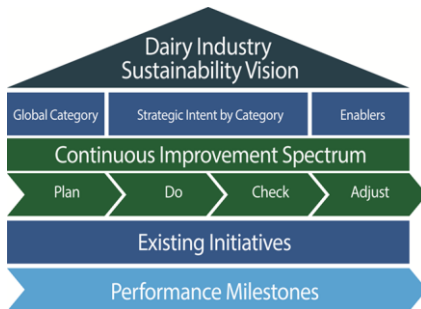 Dairy Industry
Sustainability Vision
Global Category
Strategic Intent by Category
Enablers
Continuous Improvement Spectrum
Plan
Do
Check
Adjust
Existing Initiatives
Performance Milestones